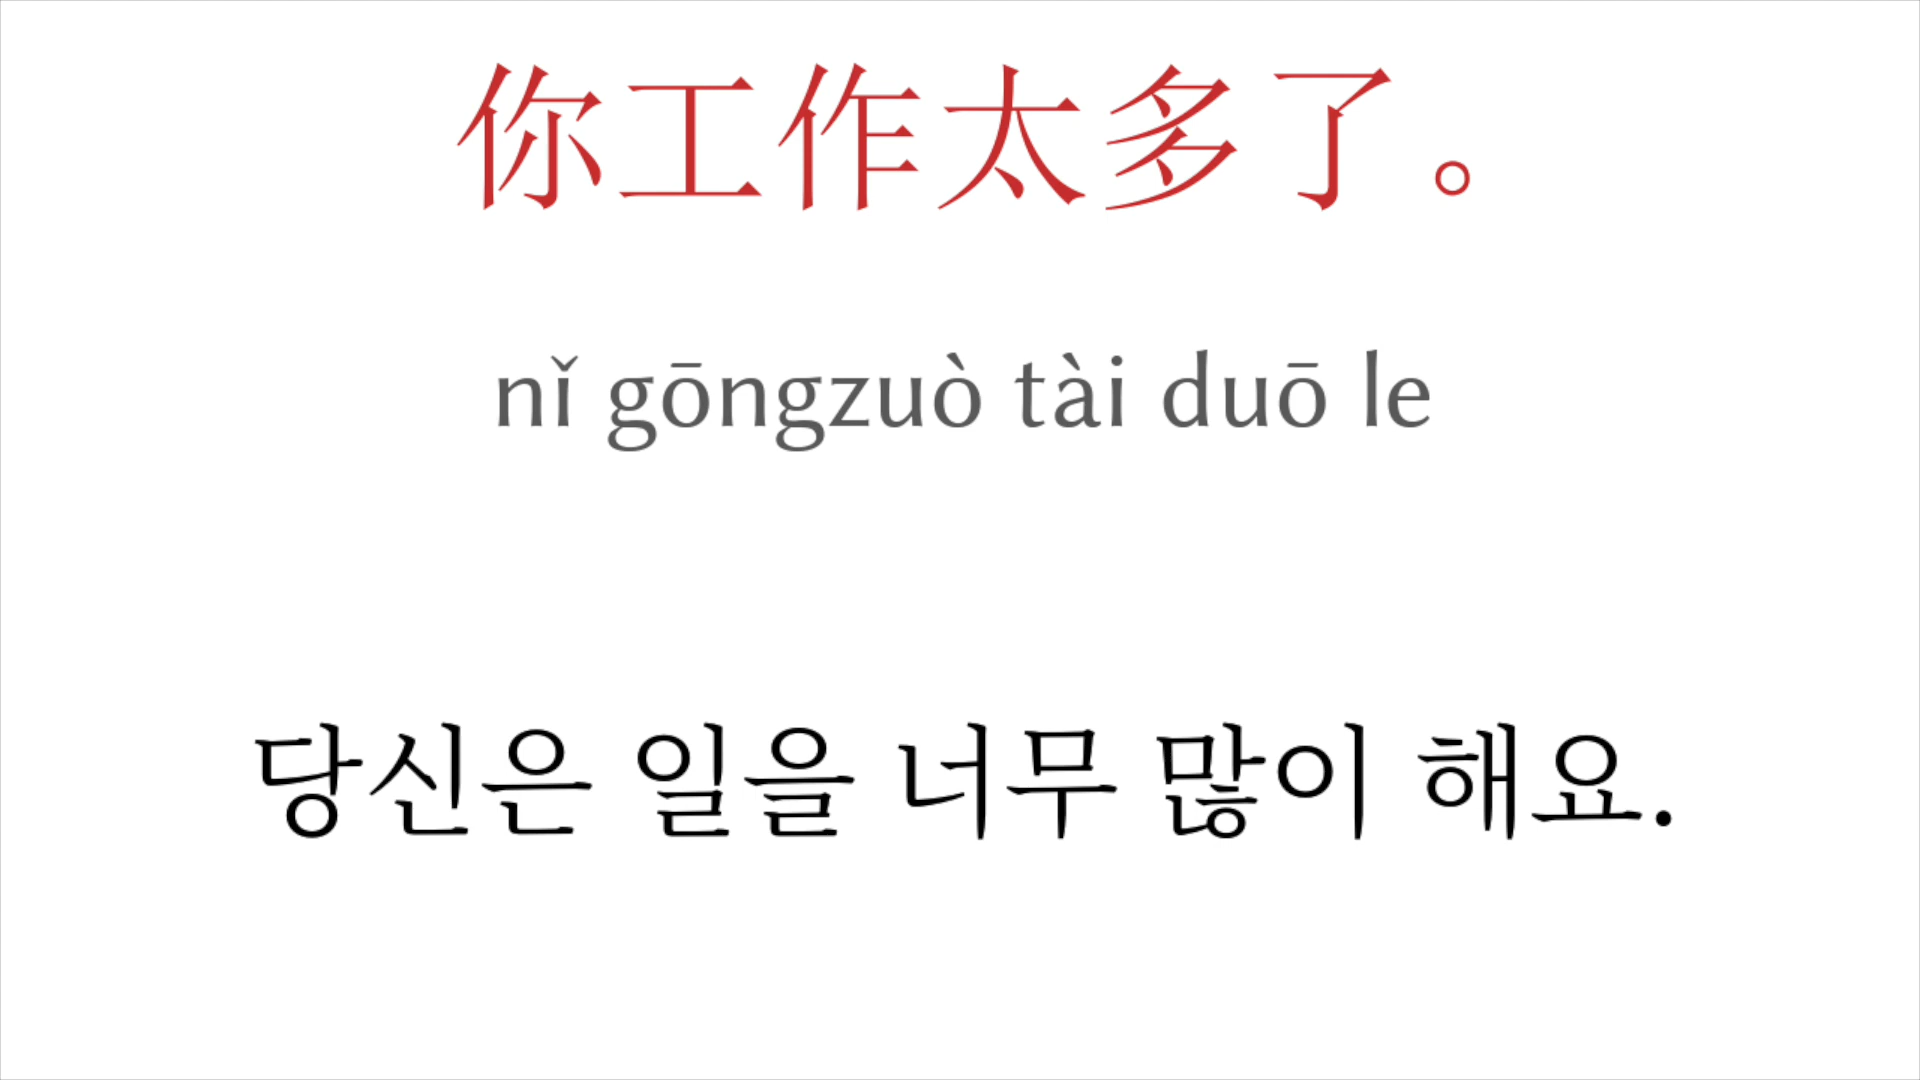 你工作太多了。
nǐ gōngzuò tài duō le
당신은 일을 너무 많이 해요.